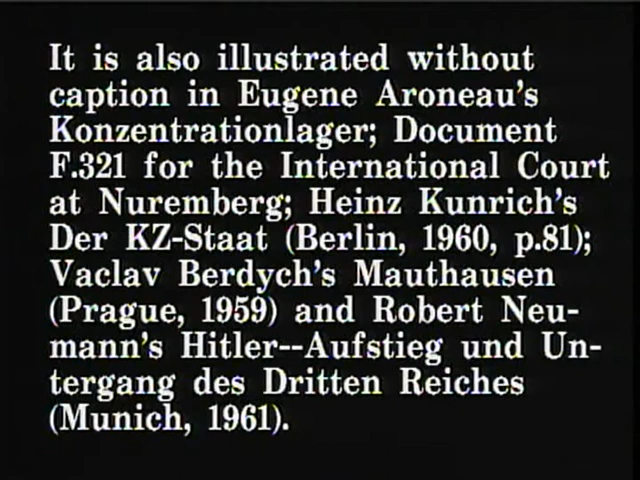 It is also illustrated without
caption in Eugene Aroneau's
Konzentrationlager; Document
F.321 for the International Court
at Nuremberg; Heinz Kunrich's
Der KZ-Staat (Berlin, 1960, p.81);
Vaclav Berdych's Mauthausen
(Prague, 1959) and Robert Neu-
mann's Hitler--Aufstieg und Un-
tergang des Dritten Reiches
(Munich, 1961).